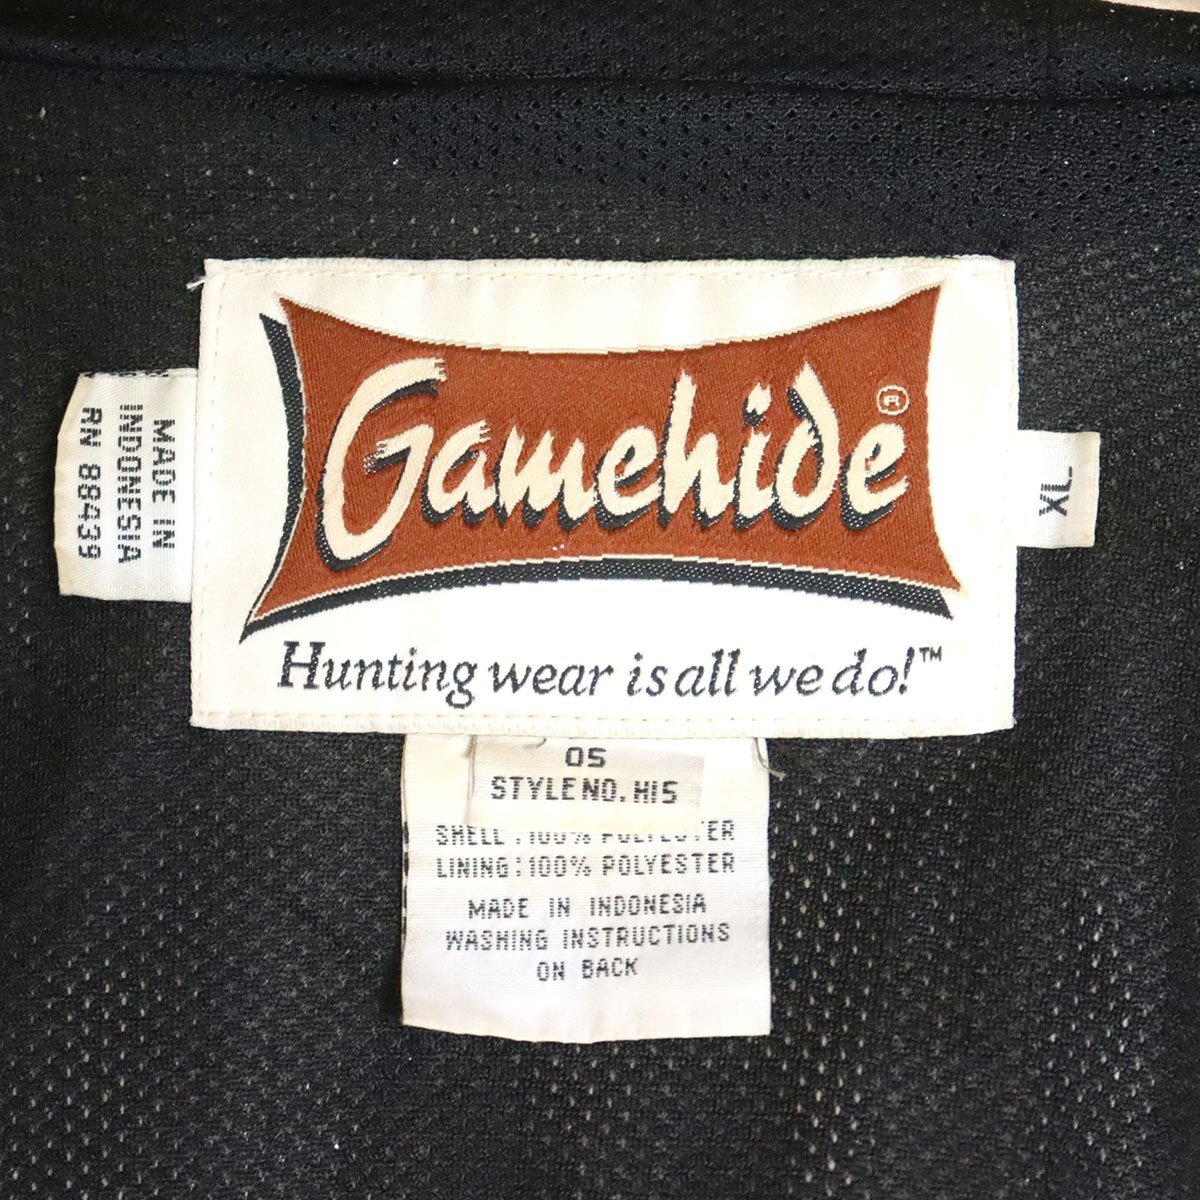 Gamehide®
Hunting wear is all we do!™
MADE IN
INDONESIA
RN 88439
XL
OS
STYLE NO. H15
SHELL : 100% POLYESTER
LINING : 100% POLYESTER
MADE IN INDONESIA
WASHING INSTRUCTIONS
ON BACK